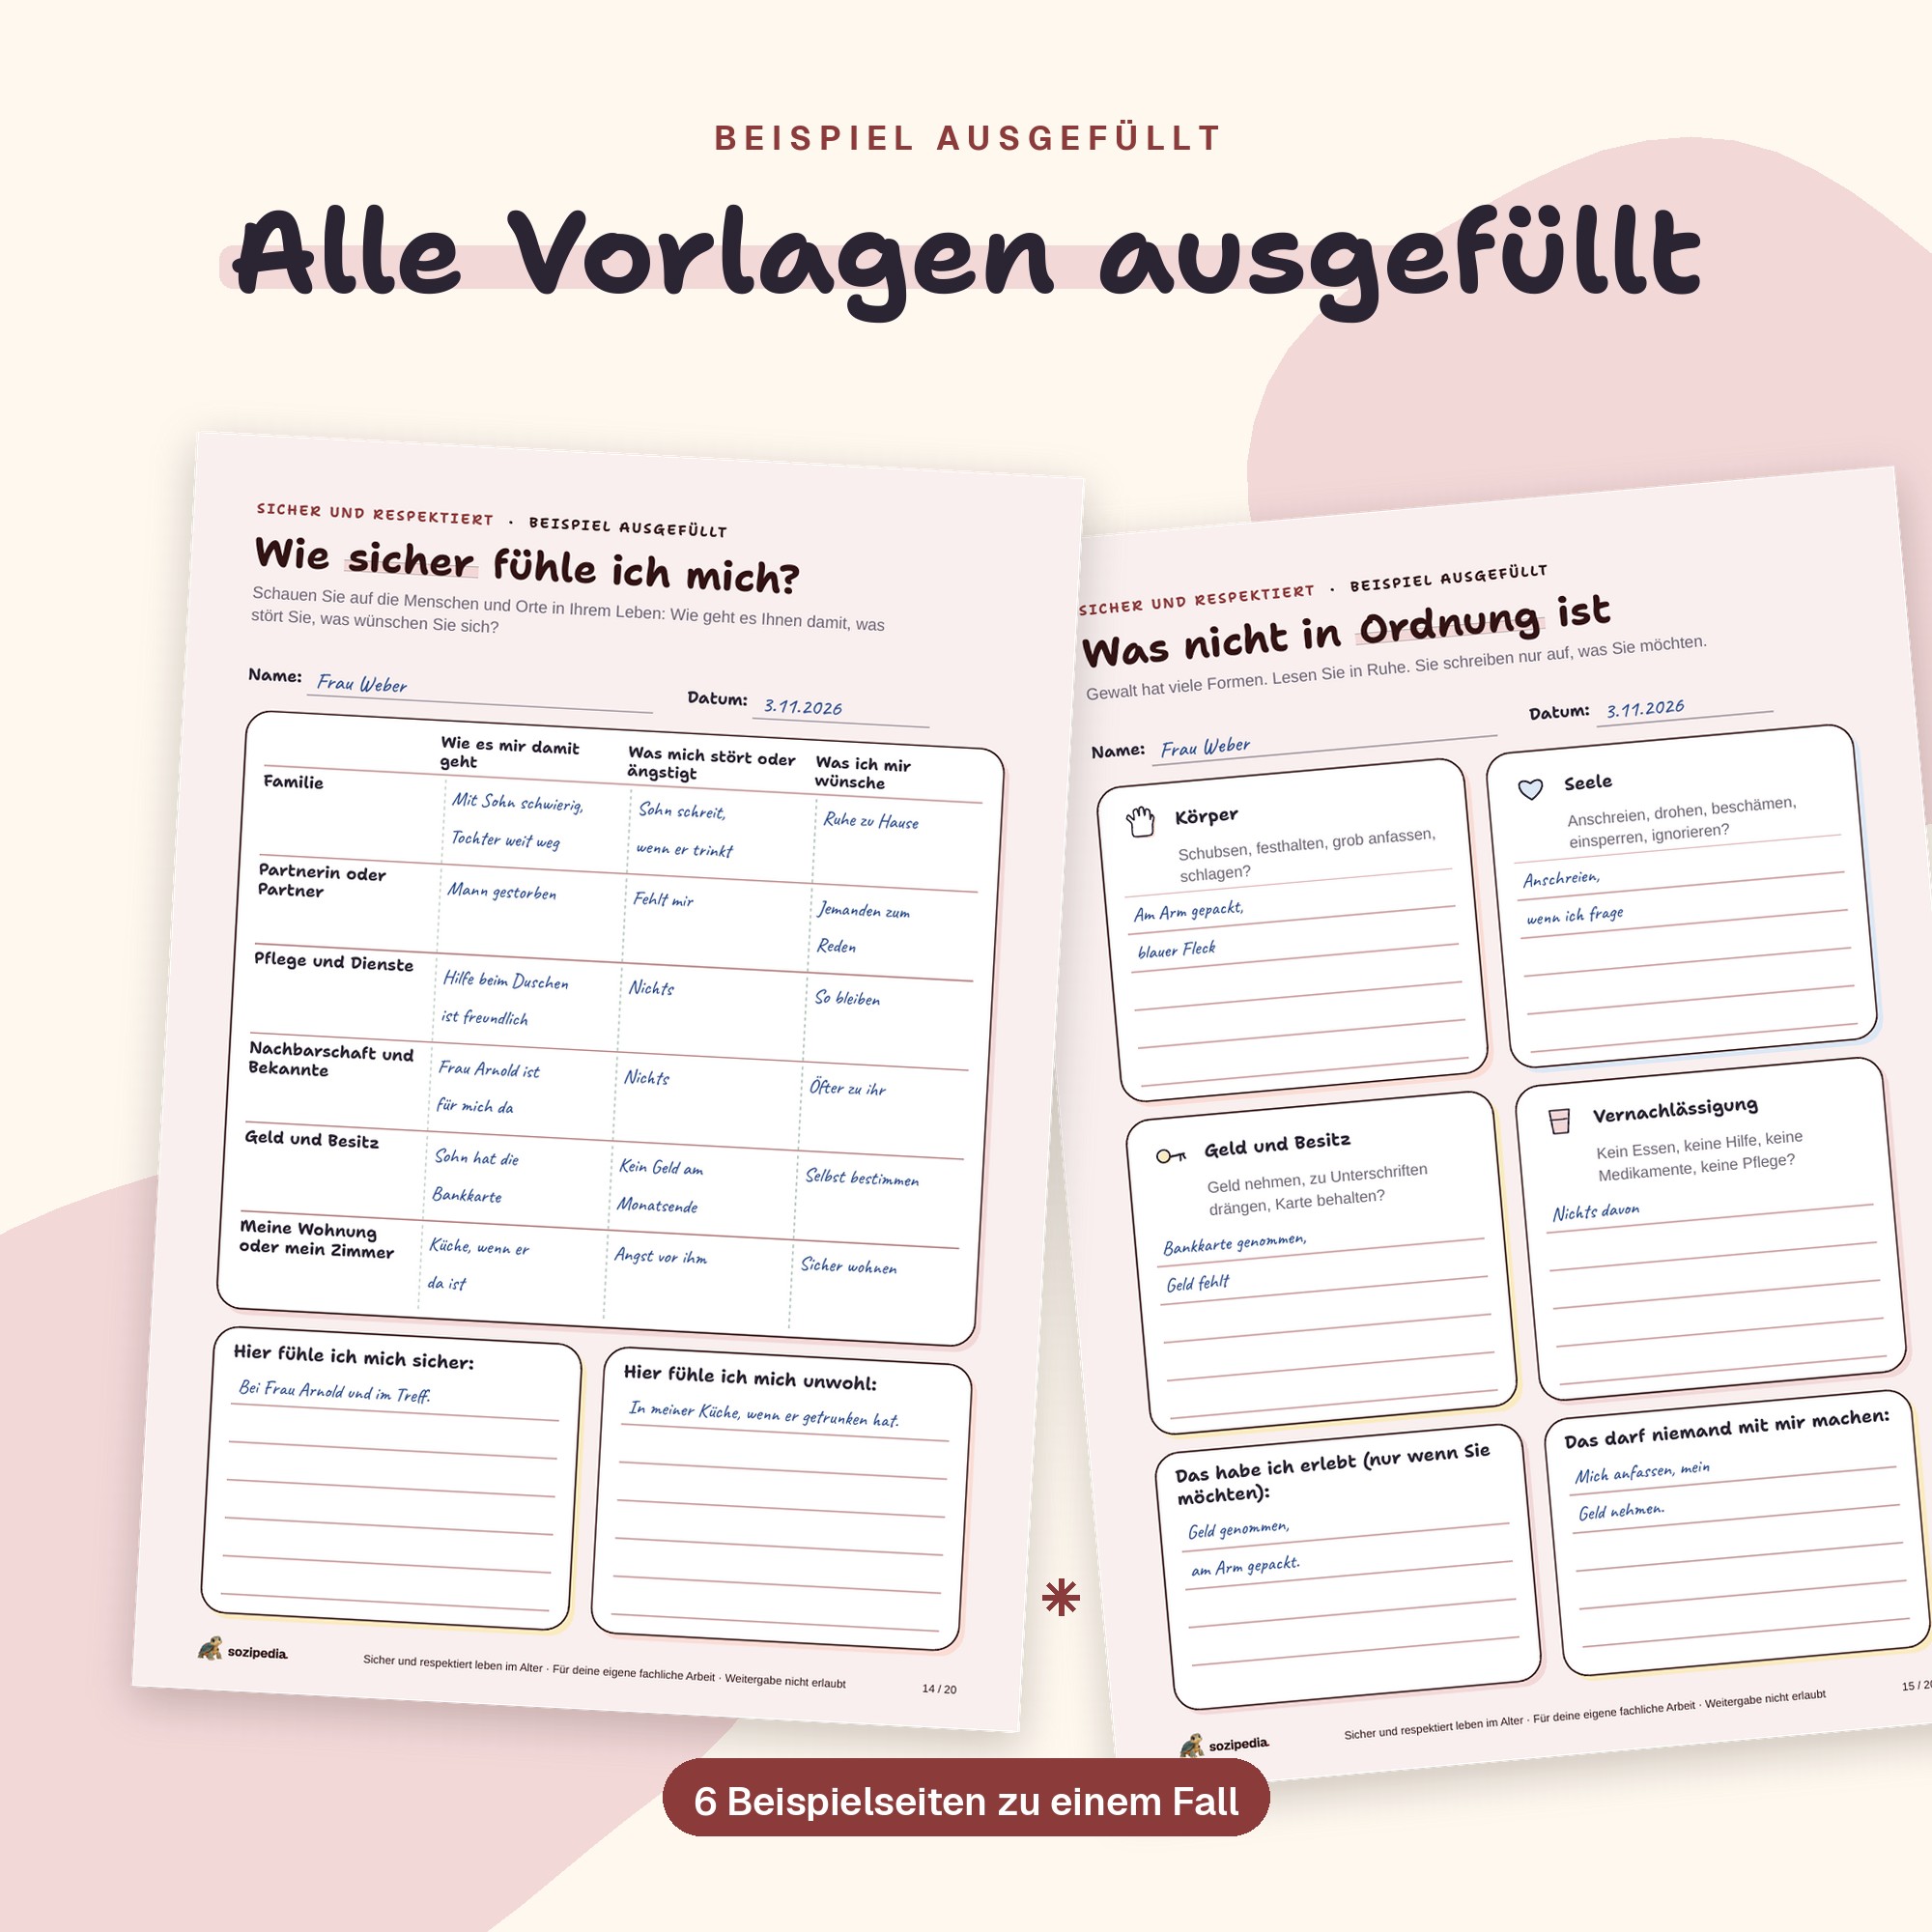 BEISPIEL AUSGEFÜLLT
Alle Vorlagen ausgefüllt
SICHER UND RESPEKTIERT · BEISPIEL AUSGEFÜLLT
Wie sicher fühle ich mich?
Schauen Sie auf die Menschen und Orte in Ihrem Leben: Wie geht es Ihnen damit, was
stört Sie, was wünschen Sie sich?
Name: Frau Weber Datum: 3.11.2026
Wie es mir damit
geht
Was mich stört oder
ängstigt
Was ich mir
wünsche
Familie
Mit Sohn schwierig,
Tochter weit weg
Sohn schreit,
wenn er trinkt
Ruhe zu Hause
Partnerin oder
Partner
Mann gestorben
Fehlt mir
Jemanden zum
Reden
Pflege und Dienste
Hilfe beim Duschen
ist freundlich
Nichts
So bleiben
Nachbarschaft und
Bekannte
Frau Arnold ist
für mich da
Nichts
Öfter zu ihr
Geld und Besitz
Sohn hat die
Bankkarte
Kein Geld am
Monatsende
Selbst bestimmen
Meine Wohnung
oder mein Zimmer
Küche, wenn er
da ist
Angst vor ihm
Sicher wohnen
Hier fühle ich mich sicher:
Bei Frau Arnold und im Treff.
Hier fühle ich mich unwohl:
In meiner Küche, wenn er getrunken hat.
sozipedia.
Sicher und respektiert leben im Alter · Für deine eigene fachliche Arbeit · Weitergabe nicht erlaubt
14 / 20
SICHER UND RESPEKTIERT · BEISPIEL AUSGEFÜLLT
Was nicht in Ordnung ist
Gewalt hat viele Formen. Lesen Sie in Ruhe. Sie schreiben nur auf, was Sie möchten.
Name: Frau Weber Datum: 3.11.2026
Körper
Schubsen, festhalten, grob anfassen,
schlagen?
Am Arm gepackt,
blauer Fleck
Seele
Anschreien, drohen, beschämen,
einsperren, ignorieren?
Anschreien,
wenn ich frage
Geld und Besitz
Geld nehmen, zu Unterschriften
drängen, Karte behalten?
Bankkarte genommen,
Geld fehlt
Vernachlässigung
Kein Essen, keine Hilfe, keine
Medikamente, keine Pflege?
Nichts davon
Das habe ich erlebt (nur wenn Sie
möchten):
Geld genommen,
am Arm gepackt.
Das darf niemand mit mir machen:
Mich anfassen, mein
Geld nehmen.
sozipedia.
Sicher und respektiert leben im Alter · Für deine eigene fachliche Arbeit · Weitergabe nicht erlaubt
15 / 20
6 Beispielseiten zu einem Fall